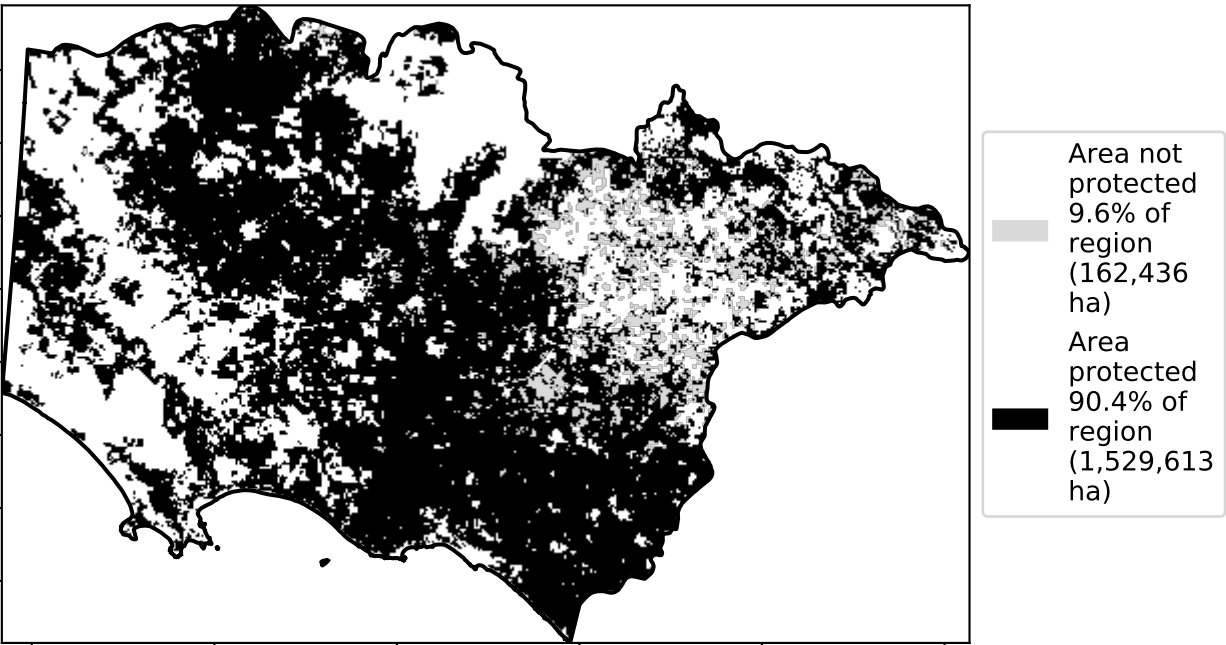 Area not
protected
9.6% of
region
(162,436
ha)
Area
protected
90.4% of
region
(1,529,613
ha)